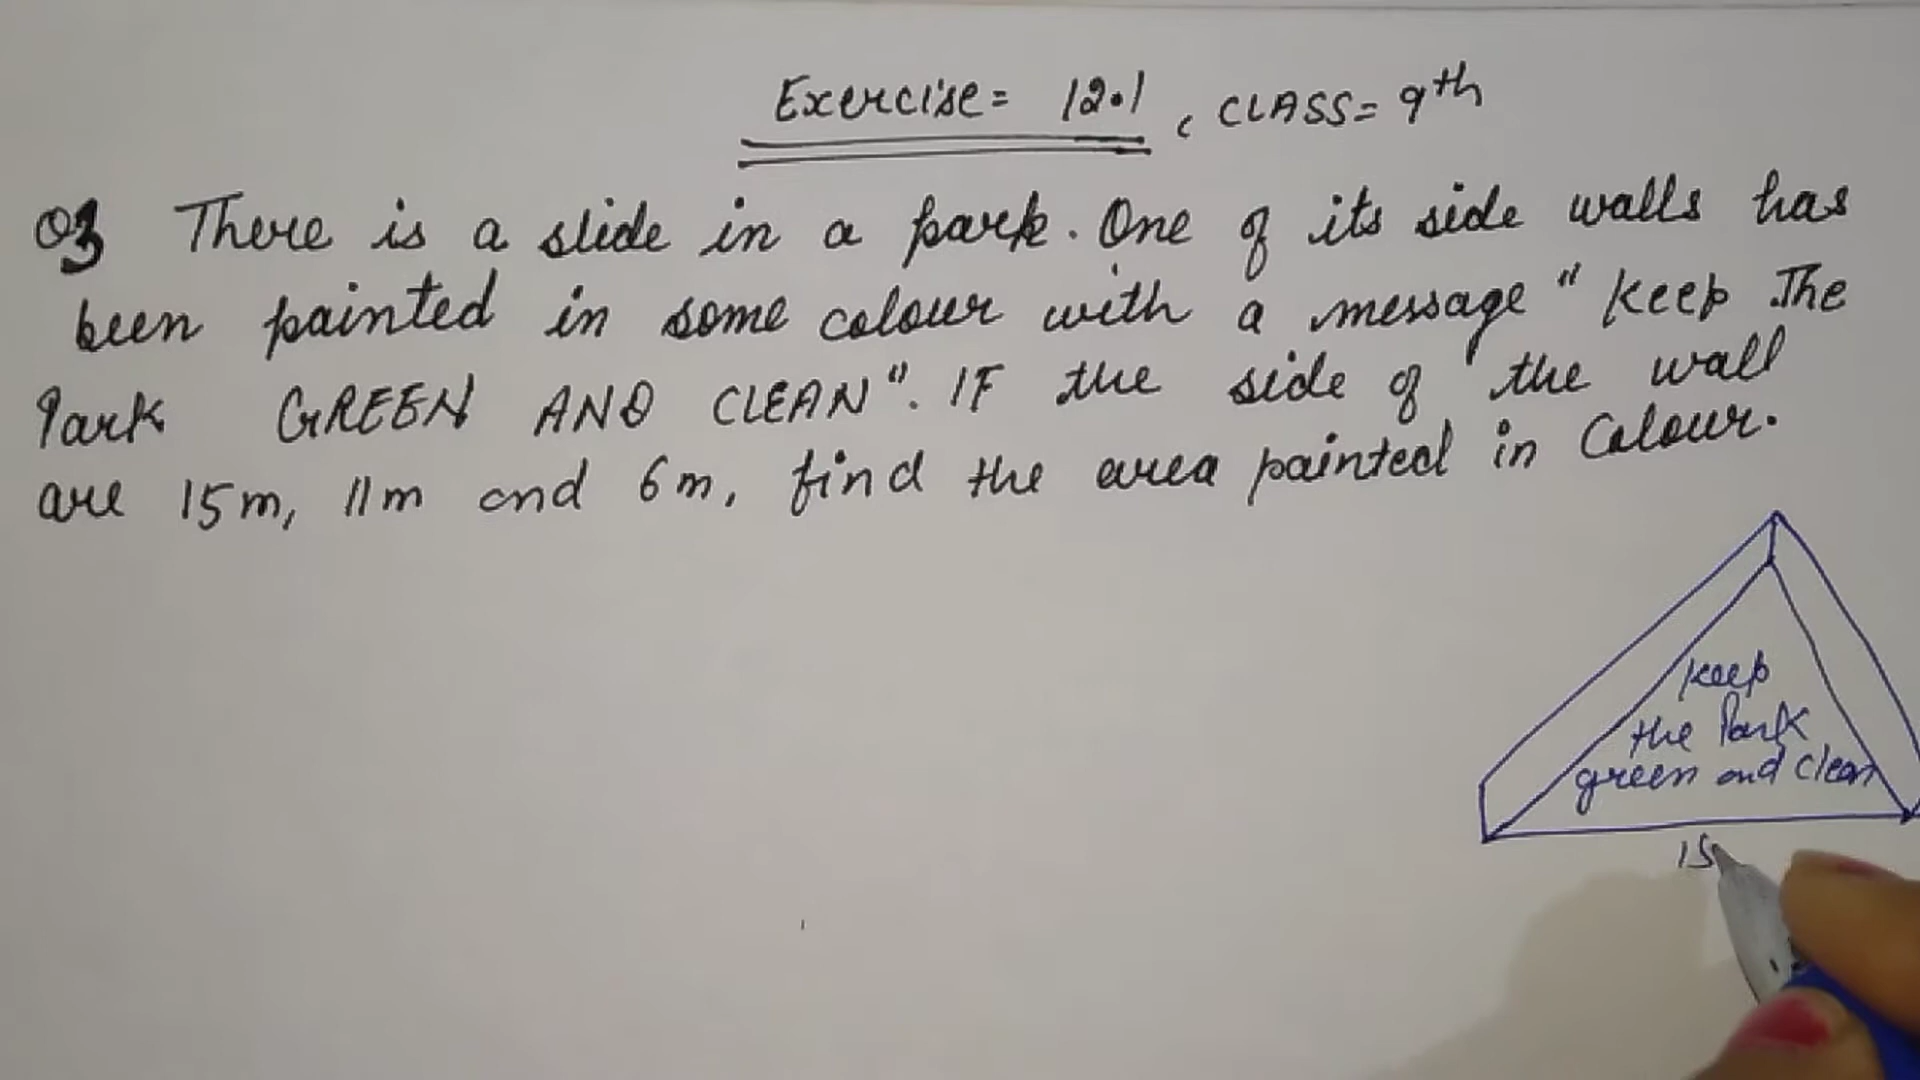 Exercise= 12.1, CLASS= 9th
Q3 There is a slide in a park. One of its side walls has
been painted in some colour with a message "keep The
Park GREEN AND CLEAN". IF the side of the wall
are 15m, 11m and 6m, find the area painted in Colour.
keep
the Park
green and clean
15